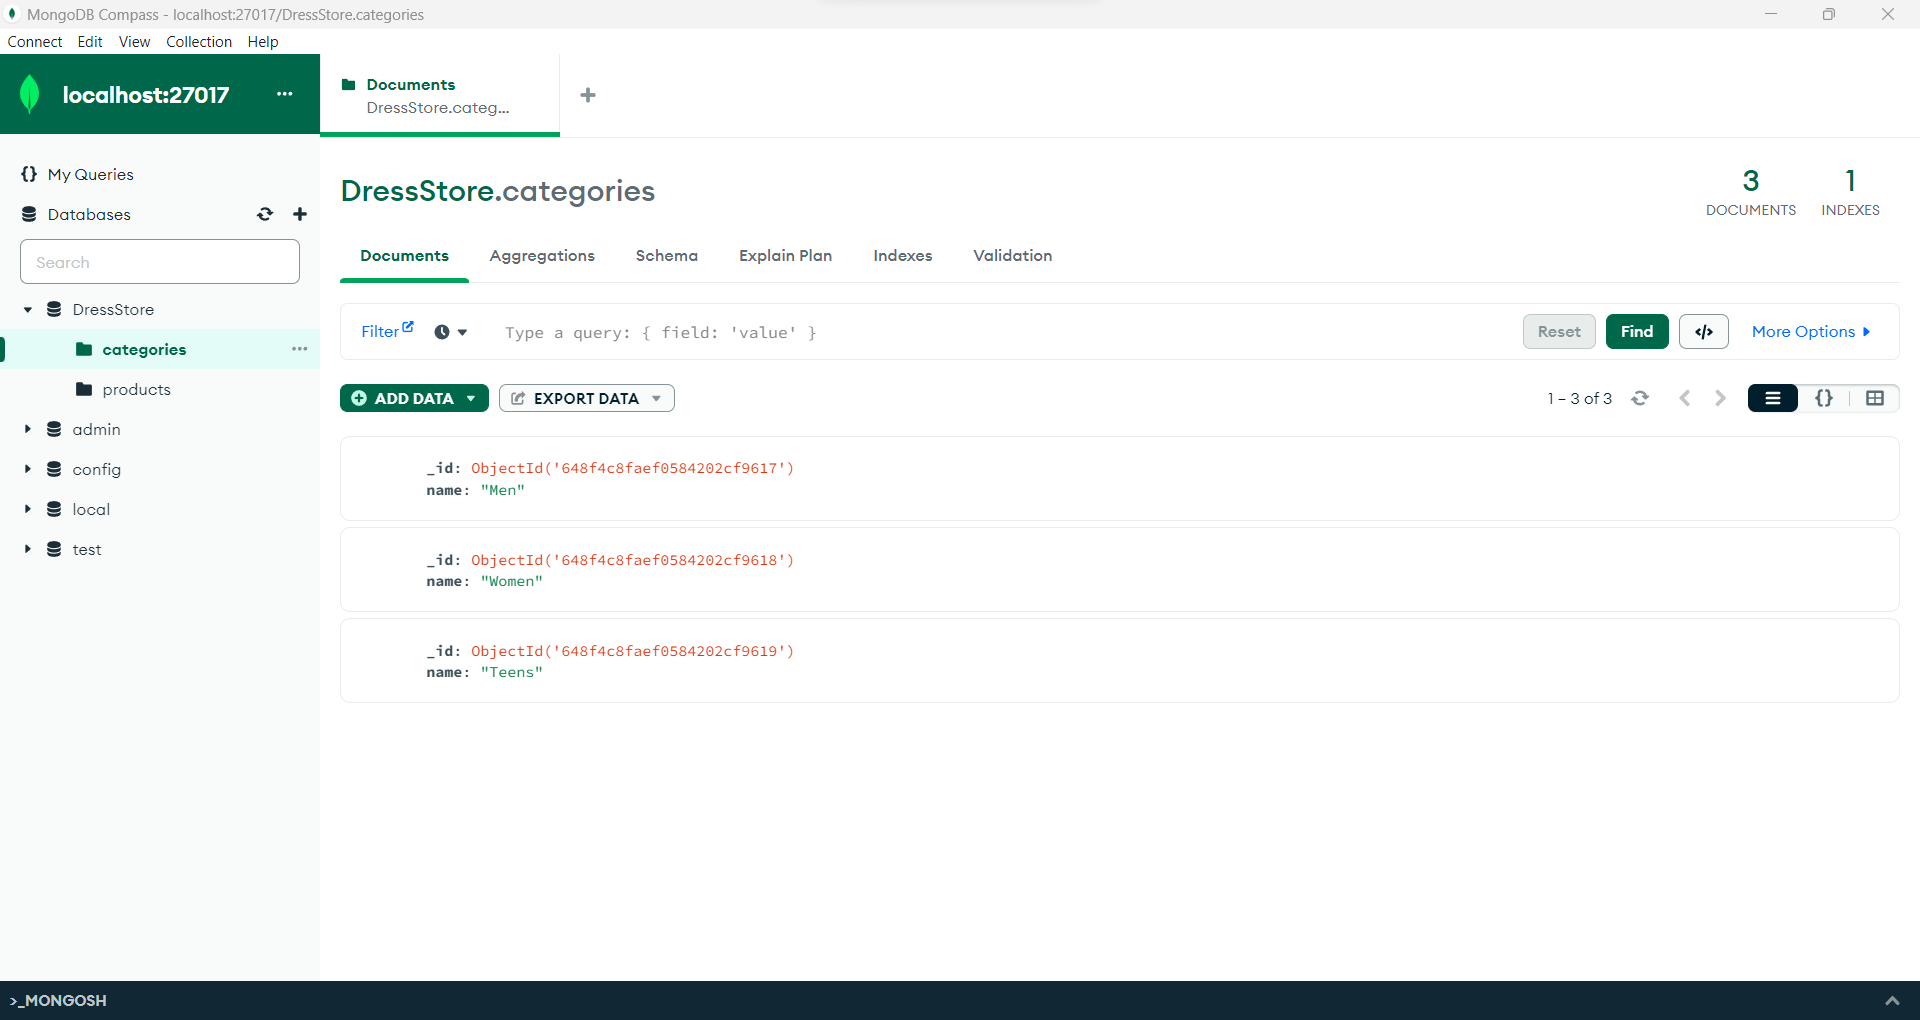 MongoDB Compass - localhost:27017/DressStore.categories
Connect Edit View Collection Help
localhost:27017 ...
Documents
DressStore.categ...
+
{} My Queries
Databases
Search
DressStore
categories ...
products
admin
config
local
test
DressStore.categories
3
DOCUMENTS
1
INDEXES
Documents Aggregations Schema Explain Plan Indexes Validation
Filter Type a query: { field: 'value' } Reset Find </> More Options
ADD DATA EXPORT DATA 1 – 3 of 3 {}
_id: ObjectId('648f4c8faef0584202cf9617')
name: "Men"
_id: ObjectId('648f4c8faef0584202cf9618')
name: "Women"
_id: ObjectId('648f4c8faef0584202cf9619')
name: "Teens"
>_MONGOSH